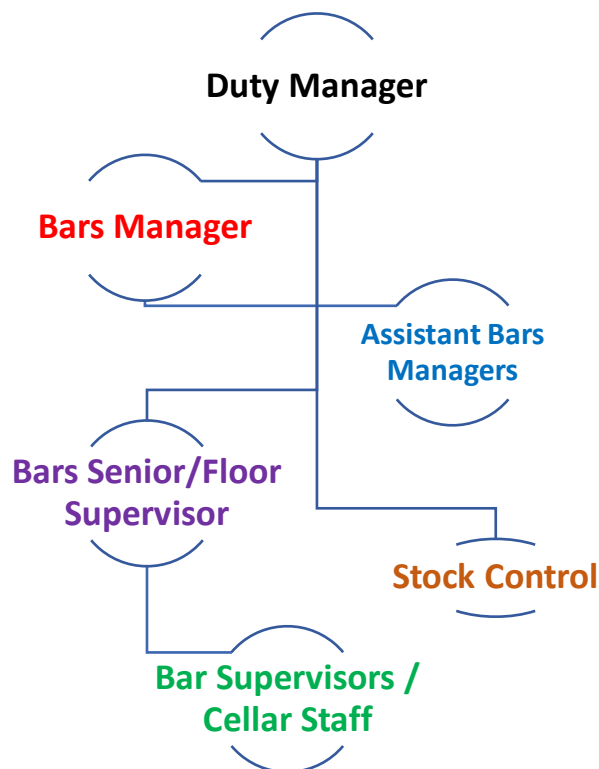 Duty Manager
Bars Manager
Assistant Bars
Managers
Bars Senior/Floor
Supervisor
Stock Control
Bar Supervisors /
Cellar Staff